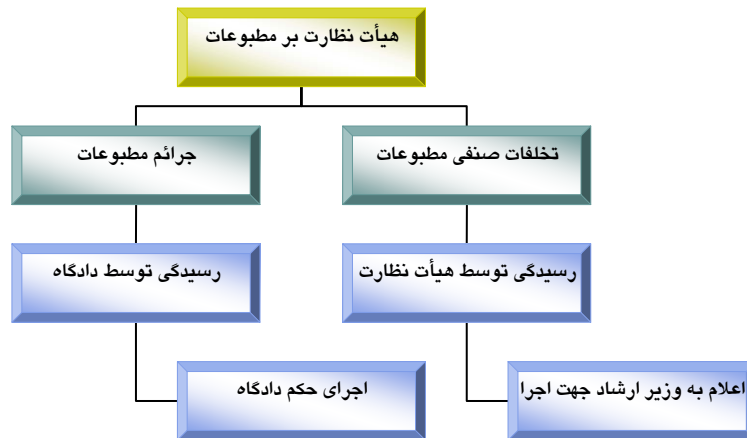 هیأت نظارت بر مطبوعات
تخلفات صنفی مطبوعات
جرائم مطبوعات
رسیدگی توسط هیأت نظارت
رسیدگی توسط دادگاه
اعلام به وزیر ارشاد جهت اجرا
اجرای حکم دادگاه